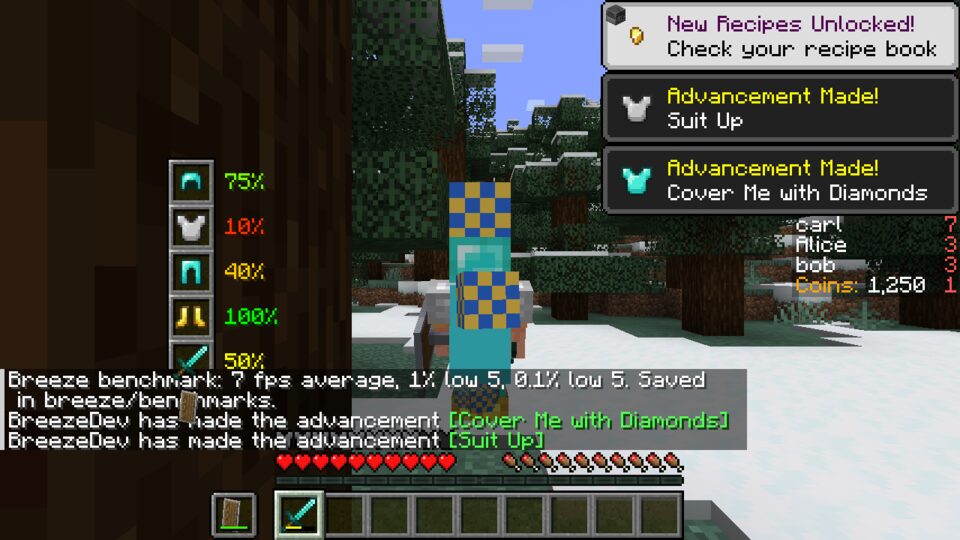 New Recipes Unlocked!
Check your recipe book
Advancement Made!
Suit Up
Advancement Made!
Cover Me with Diamonds
carl 7
Alice 3
bob 3
Coins: 1,250 1
75%
10%
40%
100%
50%
Breeze benchmark: 7 fps average, 1% low 5, 0.1% low 5. Saved
in breeze/benchmarks.
BreezeDev has made the advancement [Cover Me with Diamonds]
BreezeDev has made the advancement [Suit Up]